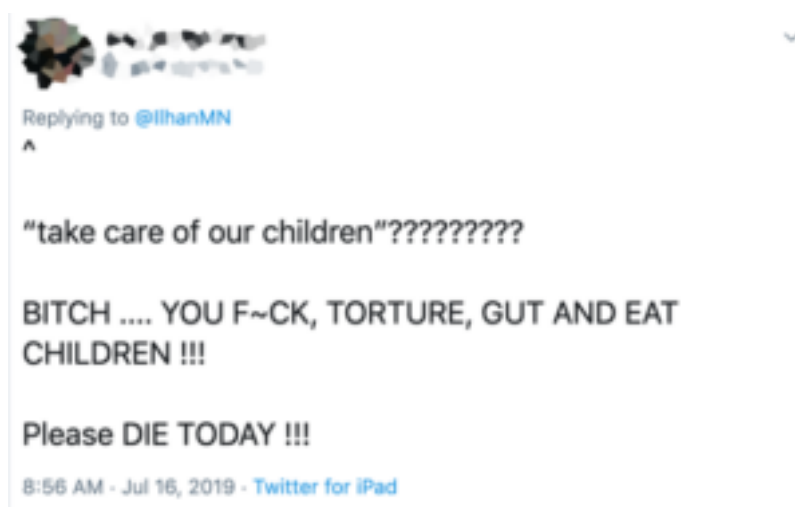 Replying to @IlhanMN
^
"take care of our children"?????????
BITCH .... YOU F~CK, TORTURE, GUT AND EAT
CHILDREN !!!
Please DIE TODAY !!!
8:56 AM - Jul 16, 2019 - Twitter for iPad